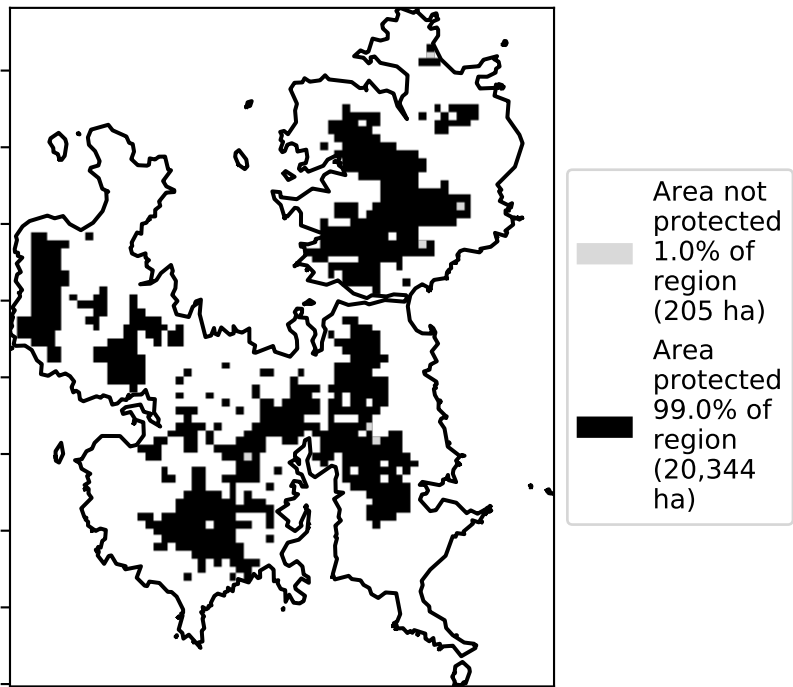 Area not
protected
1.0% of
region
(205 ha)
Area
protected
99.0% of
region
(20,344
ha)